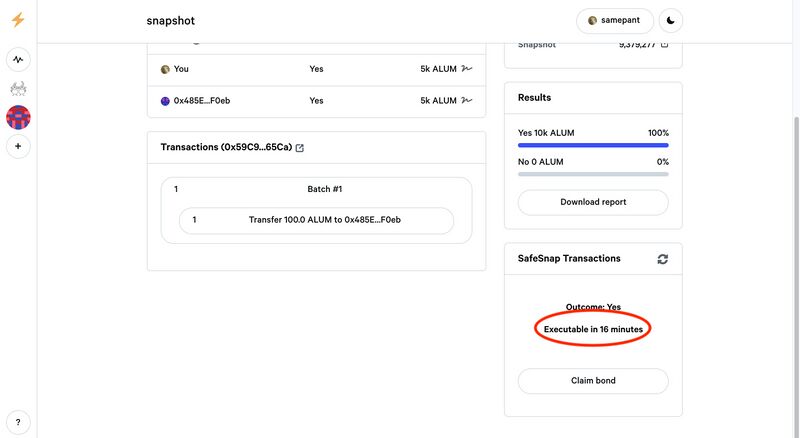 snapshot
samepant
You Yes 5k ALUM
0x485E...F0eb Yes 5k ALUM
Transactions (0x59C9...65Ca)
1 Batch #1
1 Transfer 100.0 ALUM to 0x485E...F0eb
Snapshot 9,379,277
Results
Yes 10k ALUM 100%
No 0 ALUM 0%
Download report
SafeSnap Transactions
Outcome: Yes
Executable in 16 minutes
Claim bond
+
?